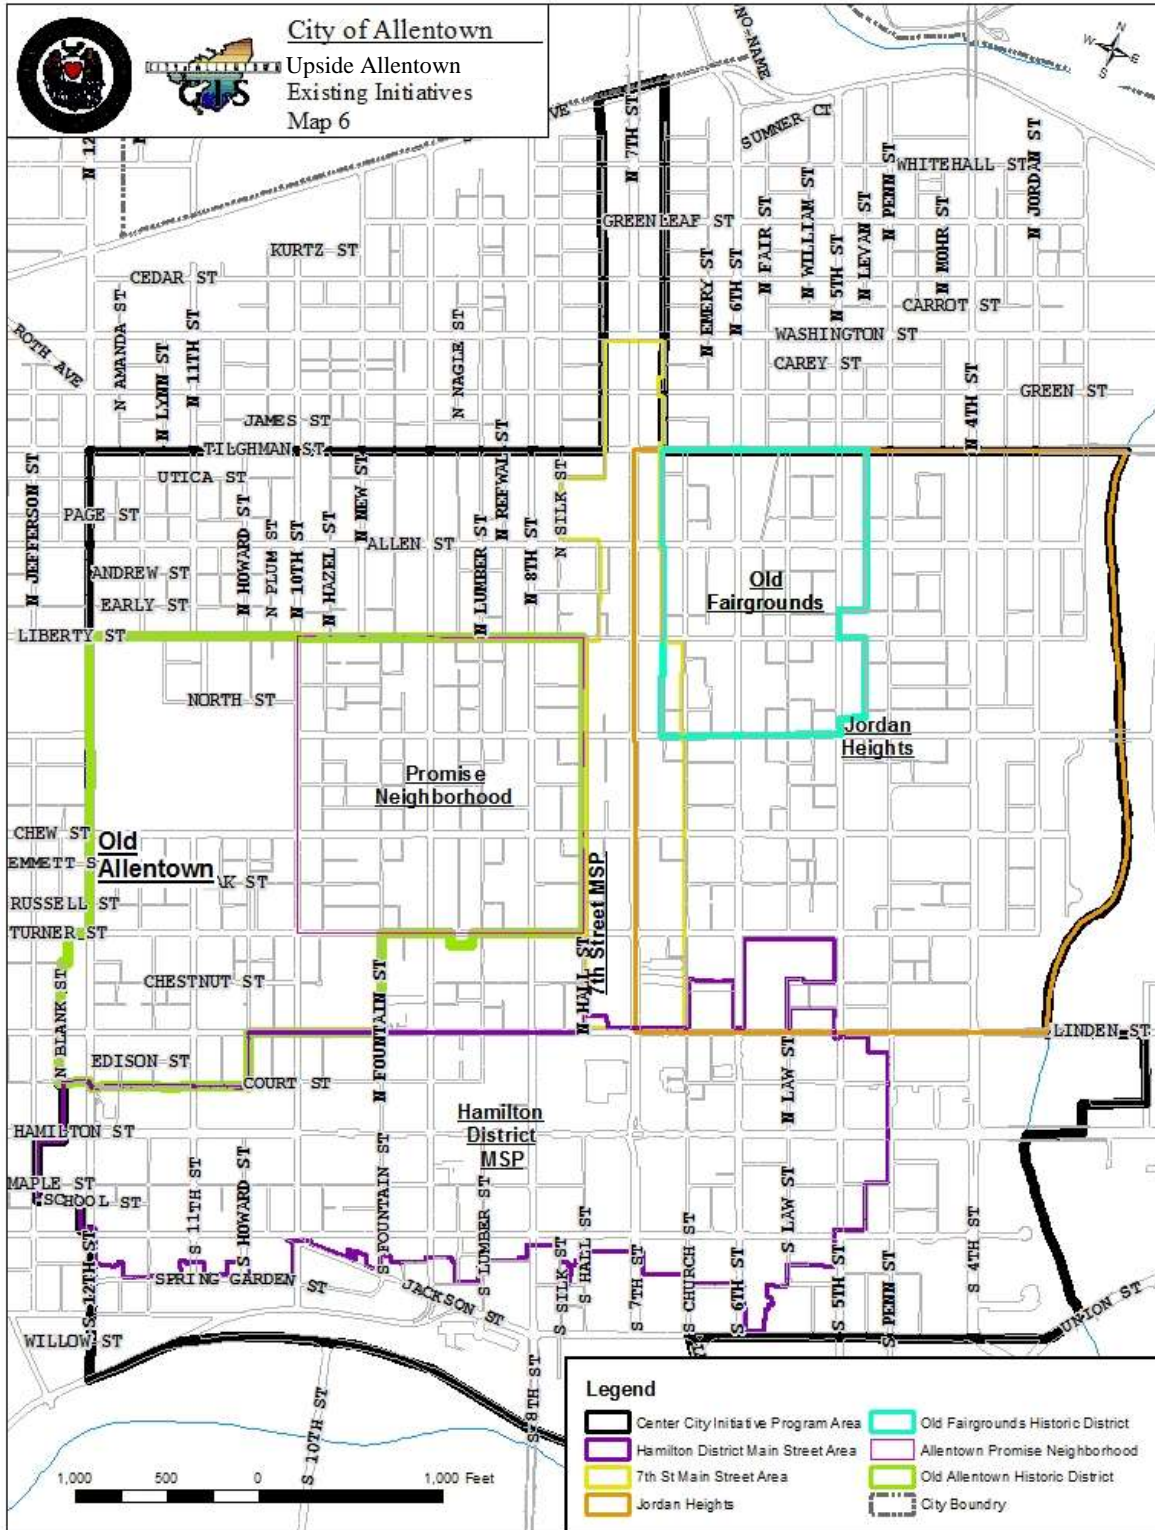 City of Allentown
Upside Allentown
Existing Initiatives
Map 6
N
W
E
S
NO-NAME
VE
N 12
N 7TH ST
SUMNER CT
WHITEHALL ST
N PENN ST
N JORDAN ST
GREENLEAF ST
N FAIR ST
N WILLIAM ST
N LEVAN ST
N MOHR ST
KURTZ ST
CEDAR ST
N EMERY ST
N 6TH ST
N 5TH ST
CARROT ST
WASHINGTON ST
ROTH AVE
N AMANDA ST
N LYNN ST
N 11TH ST
N NAGLE ST
CAREY ST
GREEN ST
N 4TH ST
JAMES ST
TILGHMAN ST
UTICA ST
N JEFFERSON ST
PAGE ST
N HOWARD ST
N PLUM ST
N 10TH ST
N HAZEL ST
N NEW ST
ALLEN ST
N LUMBER ST
N REFWAL ST
N 8TH ST
N SILK ST
ANDREW ST
EARLY ST
LIBERTY ST
Old
Fairgrounds
NORTH ST
Jordan
Heights
Promise
Neighborhood
CHEW ST
EMMETT S
Old
Allentown
AK ST
RUSSELL ST
TURNER ST
7th Street MSP
CHESTNUT ST
N BLANK ST
N FOUNTAIN ST
N HALL ST
LINDEN ST
EDISON ST
COURT ST
N LAW ST
Hamilton
District
MSP
HAMILTON ST
MAPLE ST
SCHOOL ST
S 11TH ST
S HOWARD ST
S FOUNTAIN ST
S LUMBER ST
S LAW ST
S 12TH ST
SPRING GARDEN ST
JACKSON ST
S SILK ST
S HALL ST
S 7TH ST
S CHURCH ST
S 6TH ST
S 5TH ST
S PENN ST
S 4TH ST
UNION ST
WILLOW ST
S 8TH ST
S 10TH ST
1,000 500 0 1,000 Feet
Legend
Center City Initiative Program Area
Hamilton District Main Street Area
7th St Main Street Area
Jordan Heights
Old Fairgrounds Historic District
Allentown Promise Neighborhood
Old Allentown Historic District
City Boundry